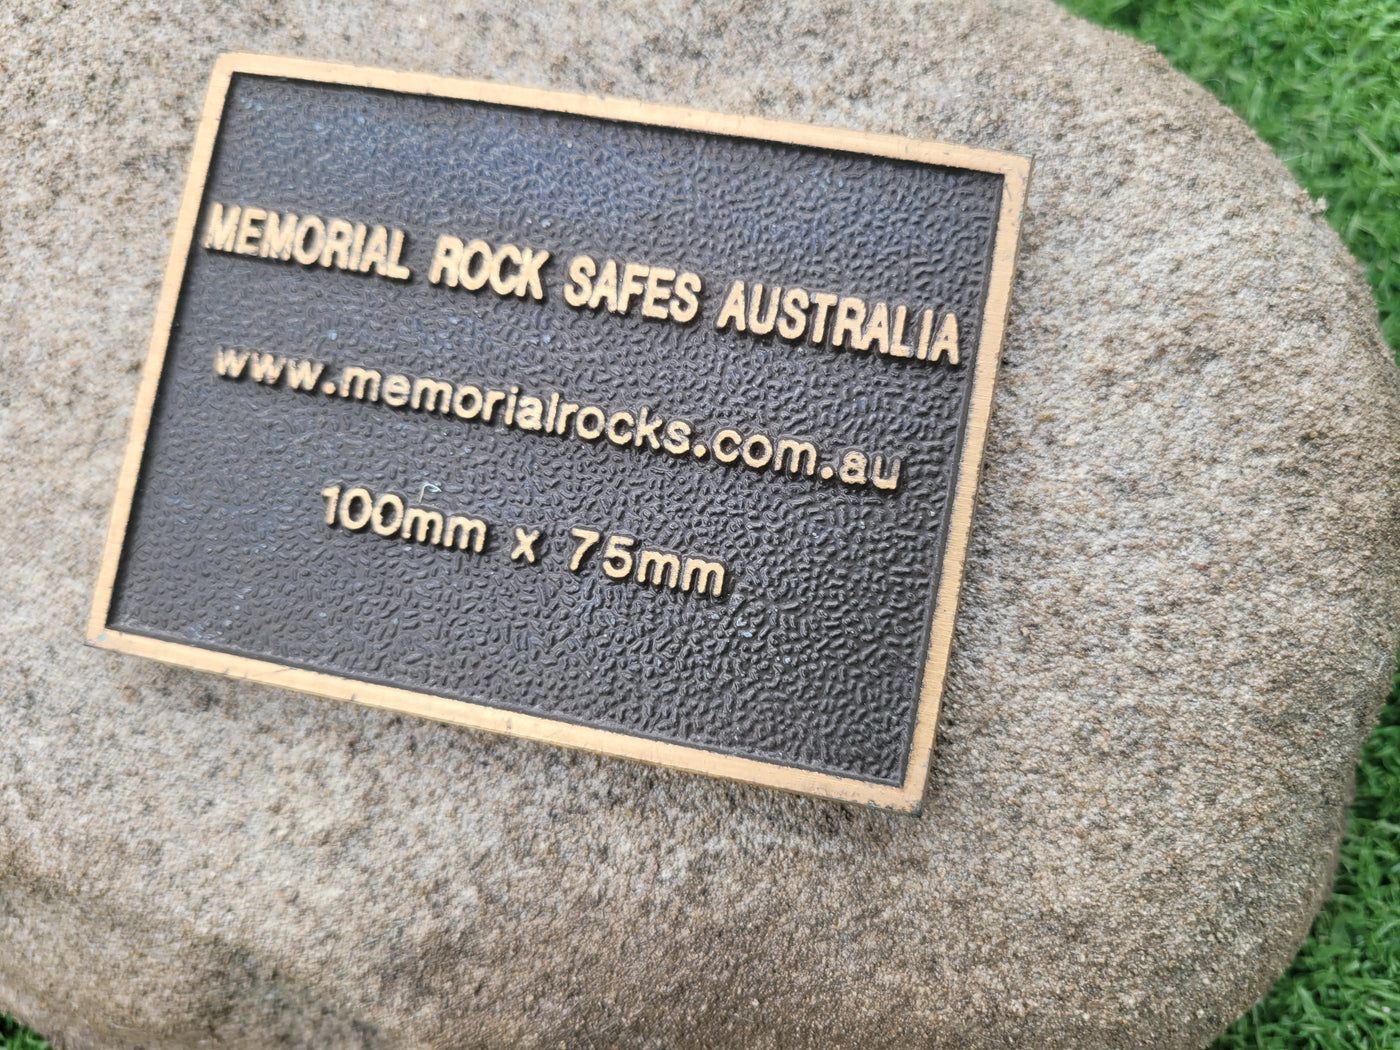 MEMORIAL ROCK SAFES AUSTRALIA
www.memorialrocks.com.au
100mm x 75mm